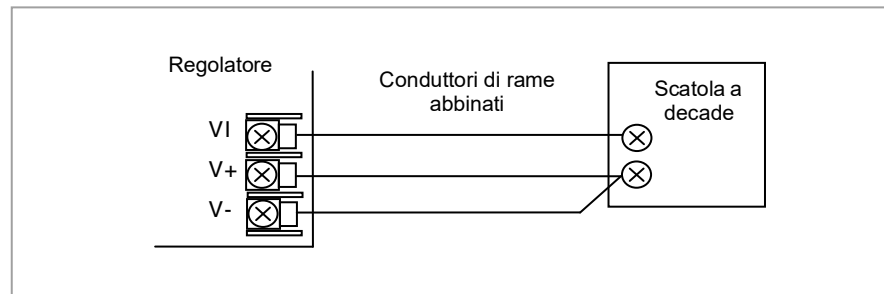 Regolatore
Conduttori di rame
abbinati
Scatola a
decade
VI
V+
V-